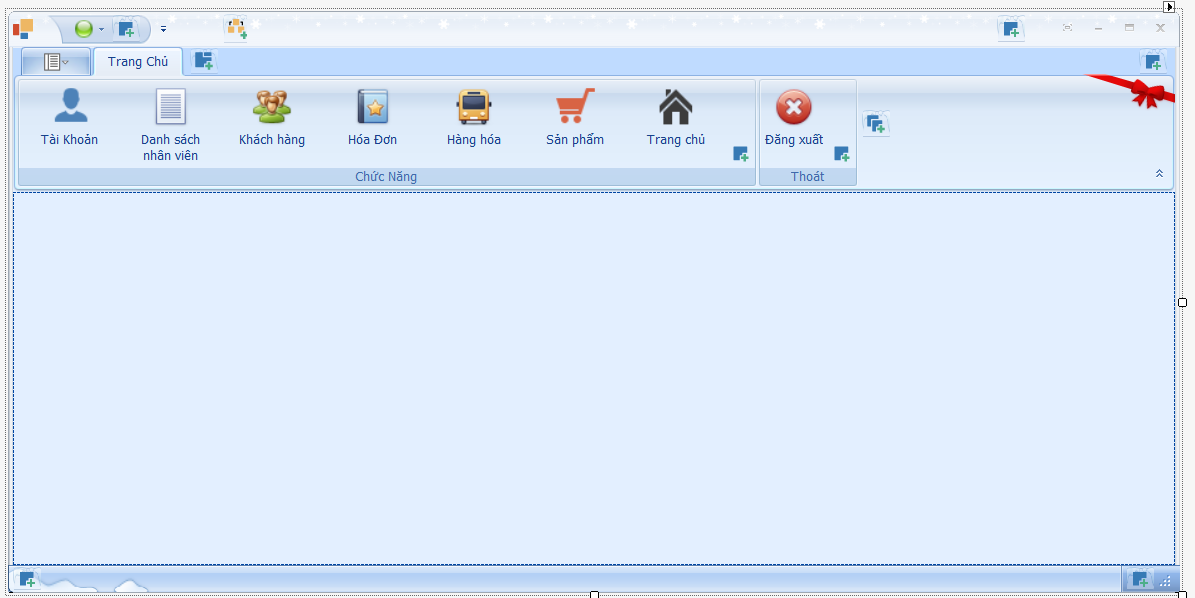 Trang Chủ
Tài Khoản
Danh sách
nhân viên
Khách hàng
Hóa Đơn
Hàng hóa
Sản phẩm
Trang chủ
Đăng xuất
Chức Năng
Thoát